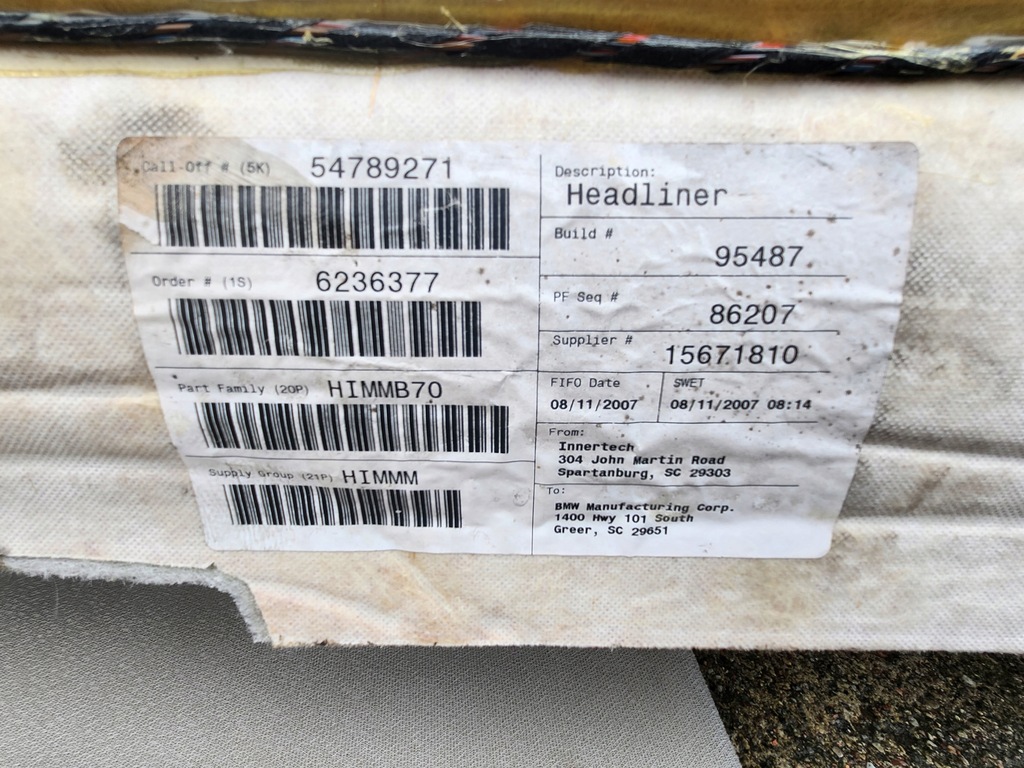 Call-Off # (5K) 54789271
Order # (1S) 6236377
Part Family (20P) HIMMB70
Supply Group (21P) HIMMM
Description:
Headliner
Build #
95487
PF Seq #
86207
Supplier #
15671810
FIFO Date
08/11/2007
SWET
08/11/2007 08:14
From:
Innertech
304 John Martin Road
Spartanburg, SC 29303
To:
BMW Manufacturing Corp.
1400 Hwy 101 South
Greer, SC 29651